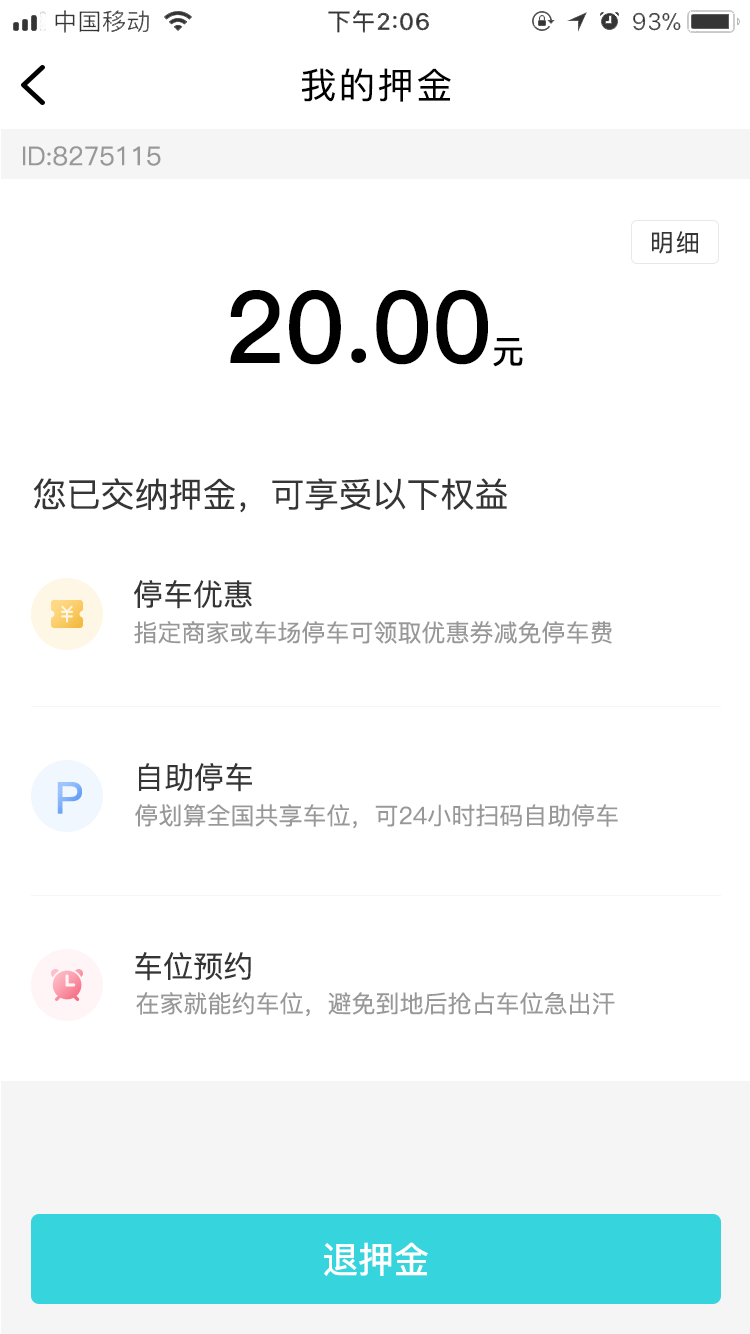 中国移动 下午2:06 93%
我的押金
ID:8275115
明细
20.00元
您已交纳押金，可享受以下权益
¥
停车优惠
指定商家或车场停车可领取优惠券减免停车费
P
自助停车
停划算全国共享车位，可24小时扫码自助停车
车位预约
在家就能约车位，避免到地后抢占车位急出汗
退押金